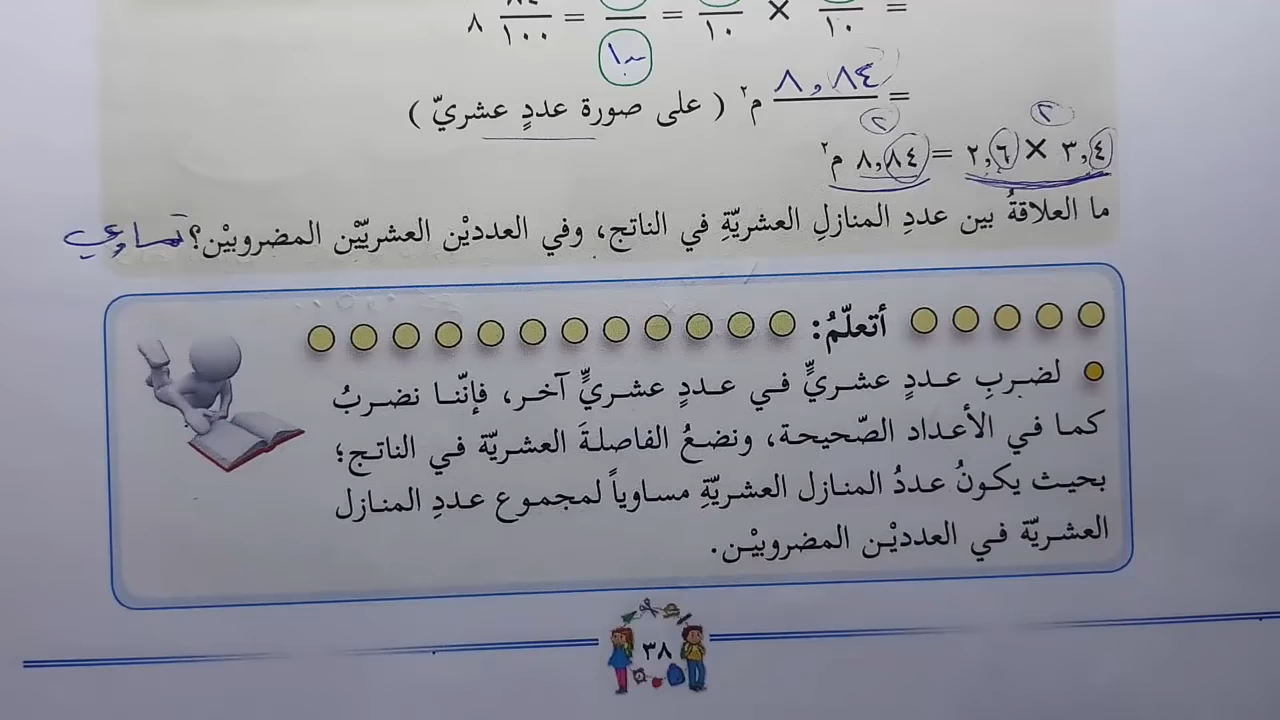 = ١٠ × ١٠ = ١٠٠ = ١٠٠ ٨
= ٨,٨٤ م٢ ( على صورة عددٍ عشريّ )
٢ ٢
٣,٤ × ٢,٦ = ٨,٨٤ م٢
ما العلاقةُ بين عددِ المنازلِ العشريّةِ في الناتج، وفي العدديْن العشريّيْن المضروبيْن؟ تساوي
أتعلّمُ:
لضربِ عددٍ عشريٍّ في عددٍ عشريٍّ آخر، فإنّنا نضربُ
كما في الأعداد الصّحيحة، ونضعُ الفاصلةَ العشريّة في الناتج؛
بحيث يكونُ عددُ المنازل العشريّةِ مساوياً لمجموع عددِ المنازل
العشريّة في العدديْن المضروبيْن.
٣٨